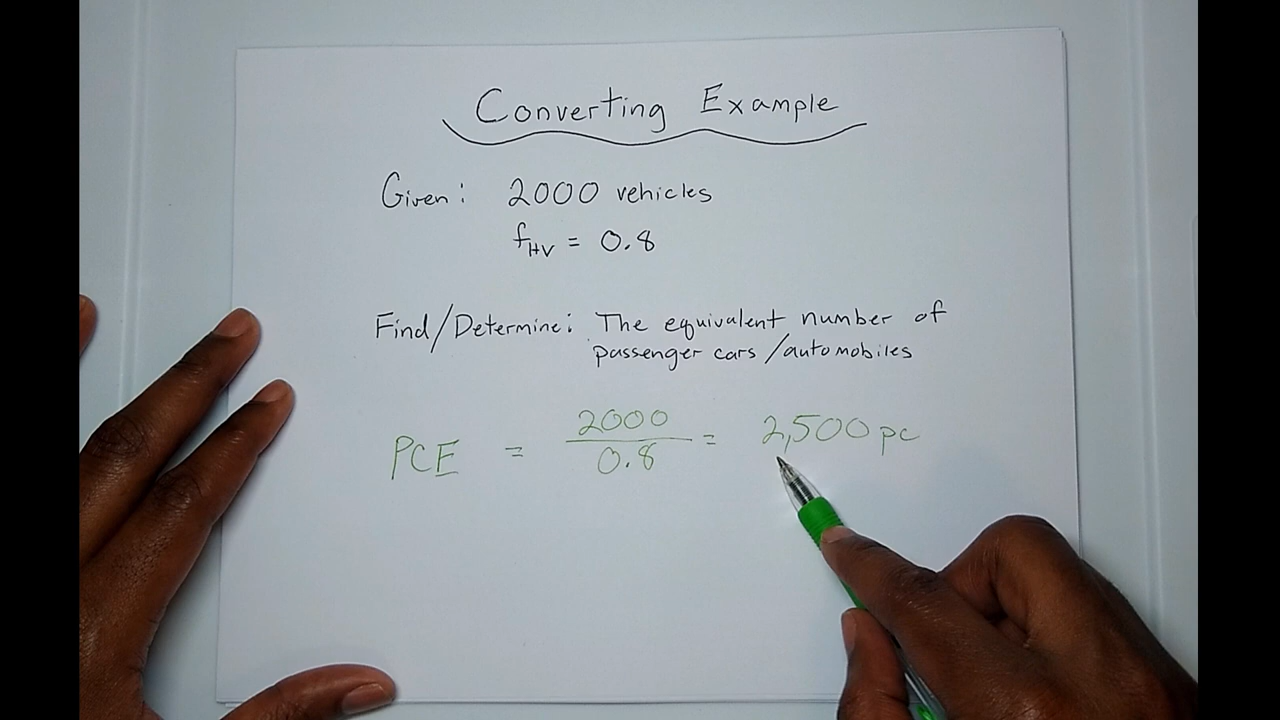 Converting Example
Given: 2000 vehicles
fHV = 0.8
Find/Determine: The equivalent number of
passenger cars/automobiles
PCE = 2000/0.8 = 2,500 pc